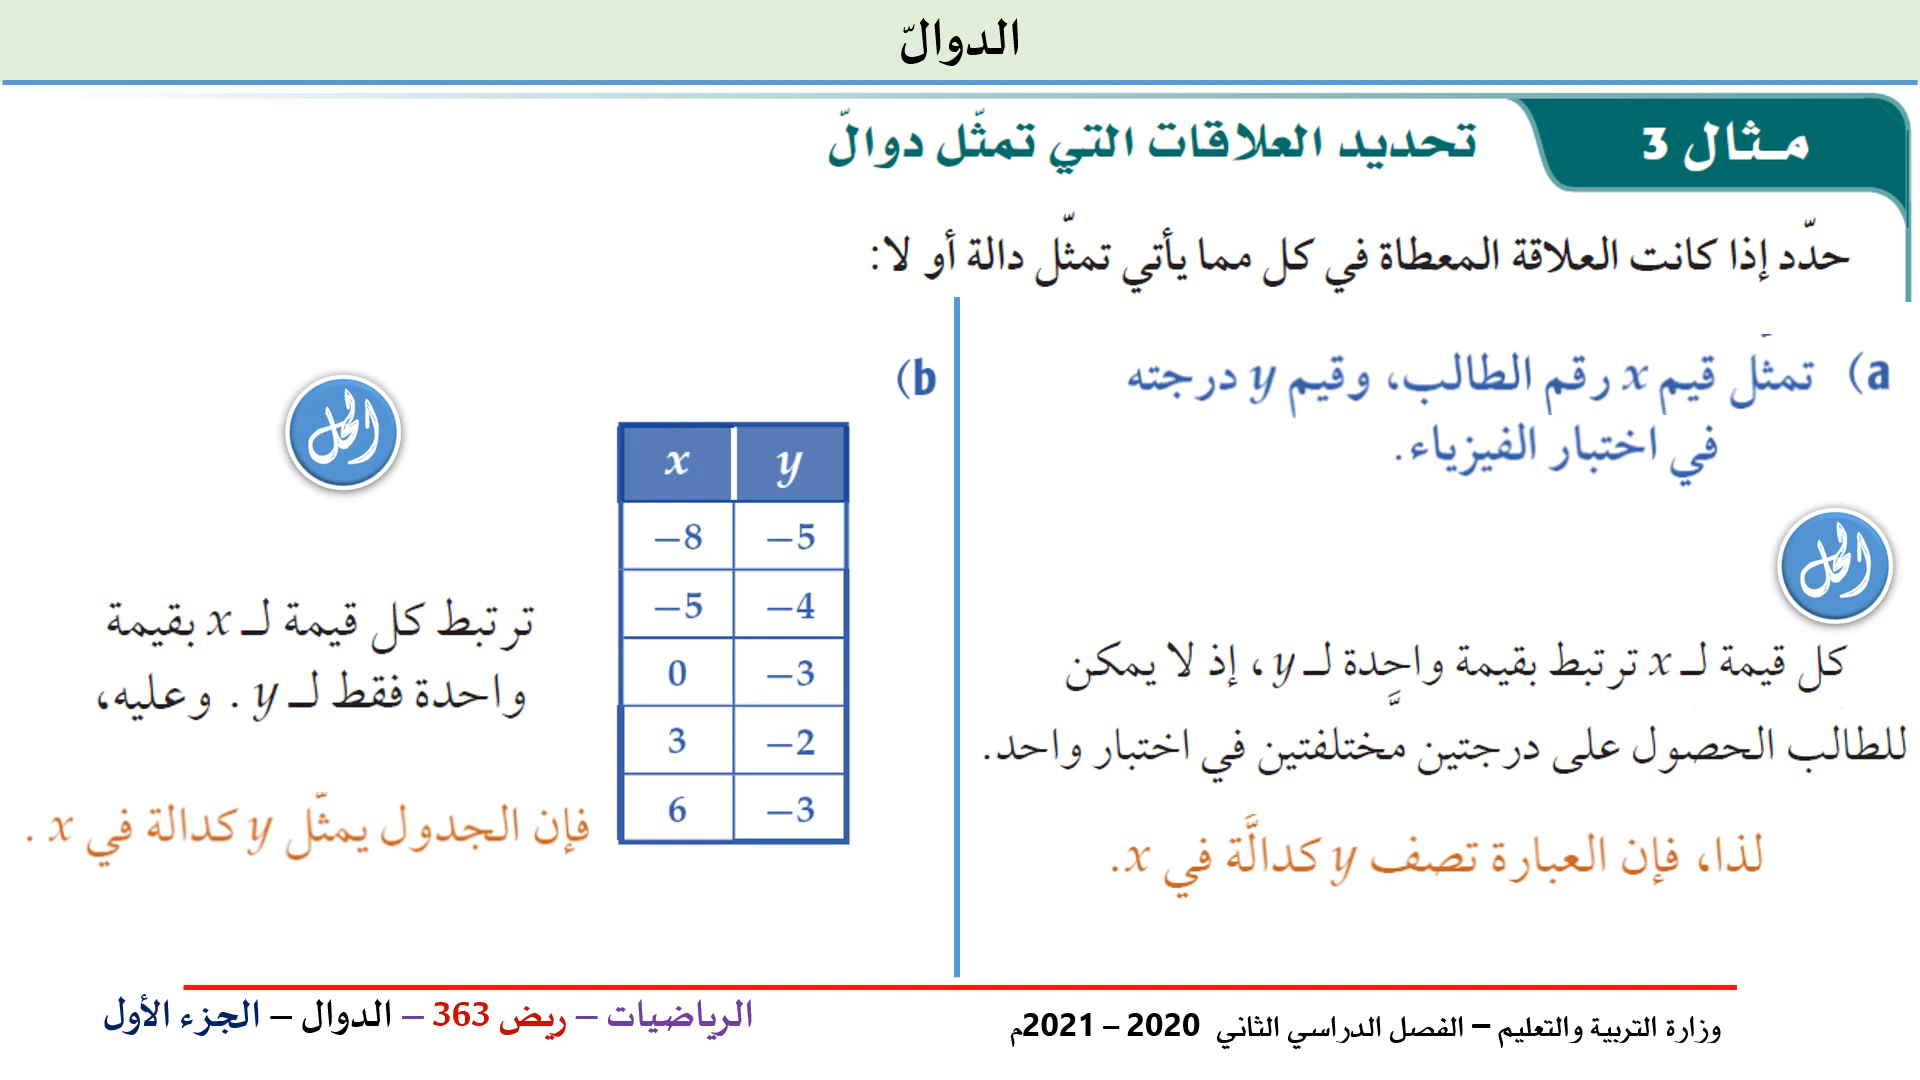 الدوالّ
مـثال 3
تحديد العلاقات التي تمثّل دوالّ
حدّد إذا كانت العلاقة المعطاة في كل مما يأتي تمثّل دالة أو لا:
(a تمثّل قيم x رقم الطالب، وقيم y درجته
في اختبار الفيزياء.
الحل
كل قيمة لـ x ترتبط بقيمة واحدة لـ y، إذ لا يمكن
للطالب الحصول على درجتين مختلفتين في اختبار واحد.
لذا، فإن العبارة تصف y كدالَّة في x.
(b
x y
–8 –5
–5 –4
0 –3
3 –2
6 –3
الحل
ترتبط كل قيمة لـ x بقيمة
واحدة فقط لـ y . وعليه،
فإن الجدول يمثّل y كدالة في x .
وزارة التربية والتعليم – الفصل الدراسي الثاني 2020 – 2021م
الرياضيات – ريض 363 – الدوال – الجزء الأول